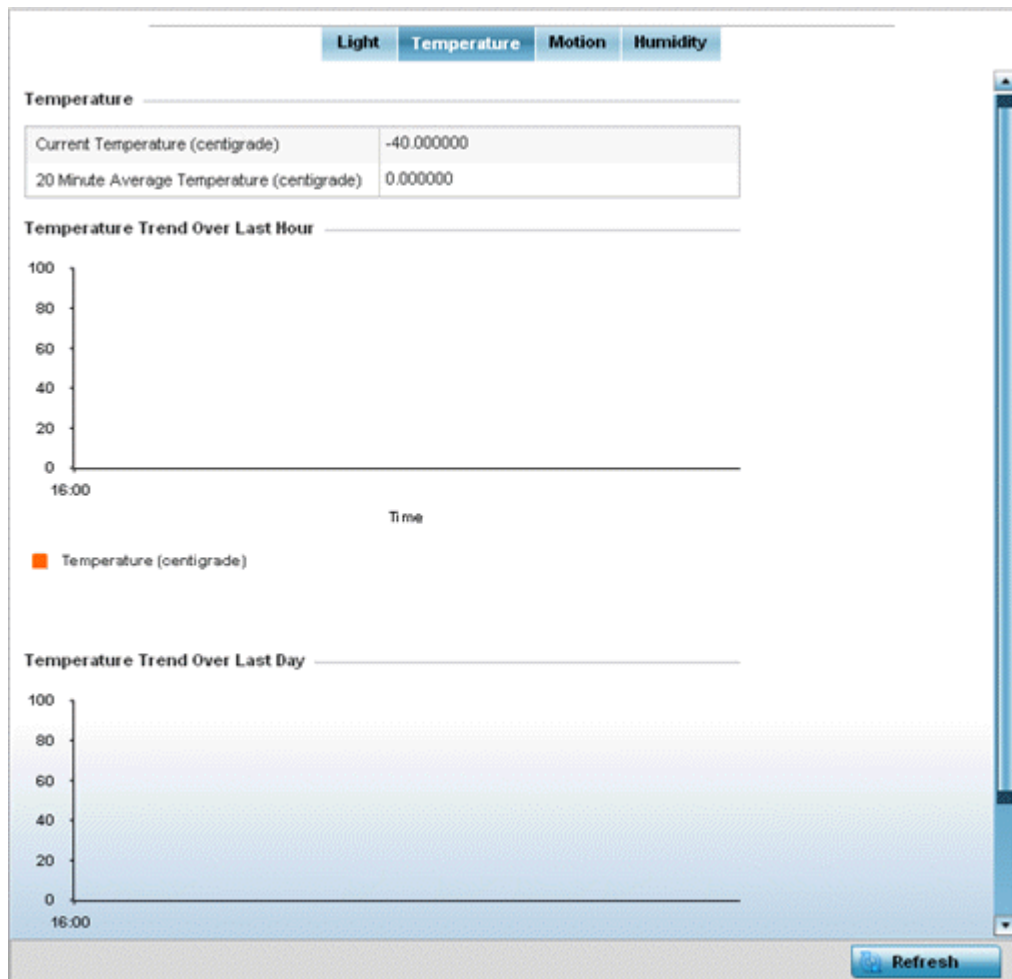 Light Temperature Motion Humidity
Temperature
Current Temperature (centigrade) -40.000000
20 Minute Average Temperature (centigrade) 0.000000
Temperature Trend Over Last Hour
100
80
60
40
20
0
16:00
Time
Temperature (centigrade)
Temperature Trend Over Last Day
100
80
60
40
20
0
16:00
Refresh